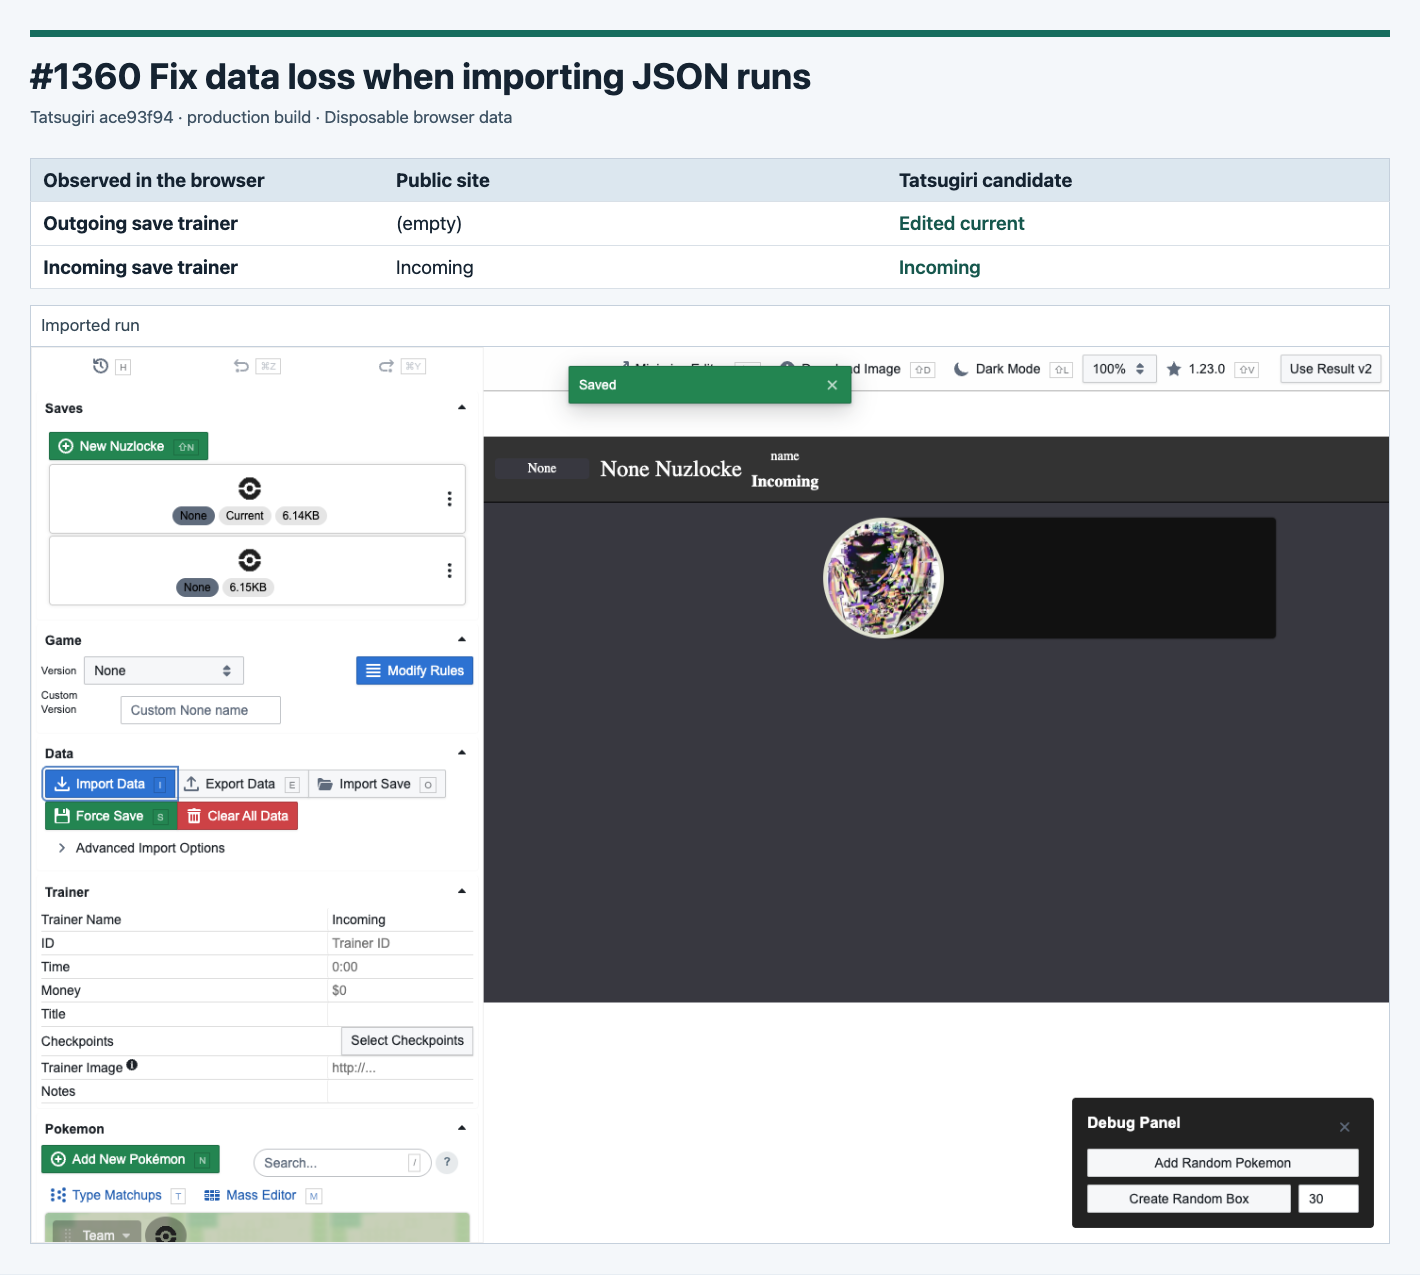 #1360 Fix data loss when importing JSON runs
Tatsugiri ace93f94 · production build · Disposable browser data
Observed in the browser Public site Tatsugiri candidate
Outgoing save trainer (empty) Edited current
Incoming save trainer Incoming Incoming
Imported run
H ⌘Z ⌘Y
Image ⇧D Dark Mode ⇧L 100% 1.23.0 ⇧V Use Result v2
Saved
Saves
New Nuzlocke ⇧N
None Current 6.14KB
None 6.15KB
None None Nuzlocke name
Incoming
Game
Version None Modify Rules
Custom
Version Custom None name
Data
Import Data I Export Data E Import Save O
Force Save S Clear All Data
Advanced Import Options
Trainer
Trainer Name Incoming
ID Trainer ID
Time 0:00
Money $0
Title
Checkpoints Select Checkpoints
Trainer Image http://...
Notes
Pokemon
Add New Pokémon N Search... / ?
Type Matchups T Mass Editor M
Team
Debug Panel
Add Random Pokemon
Create Random Box 30